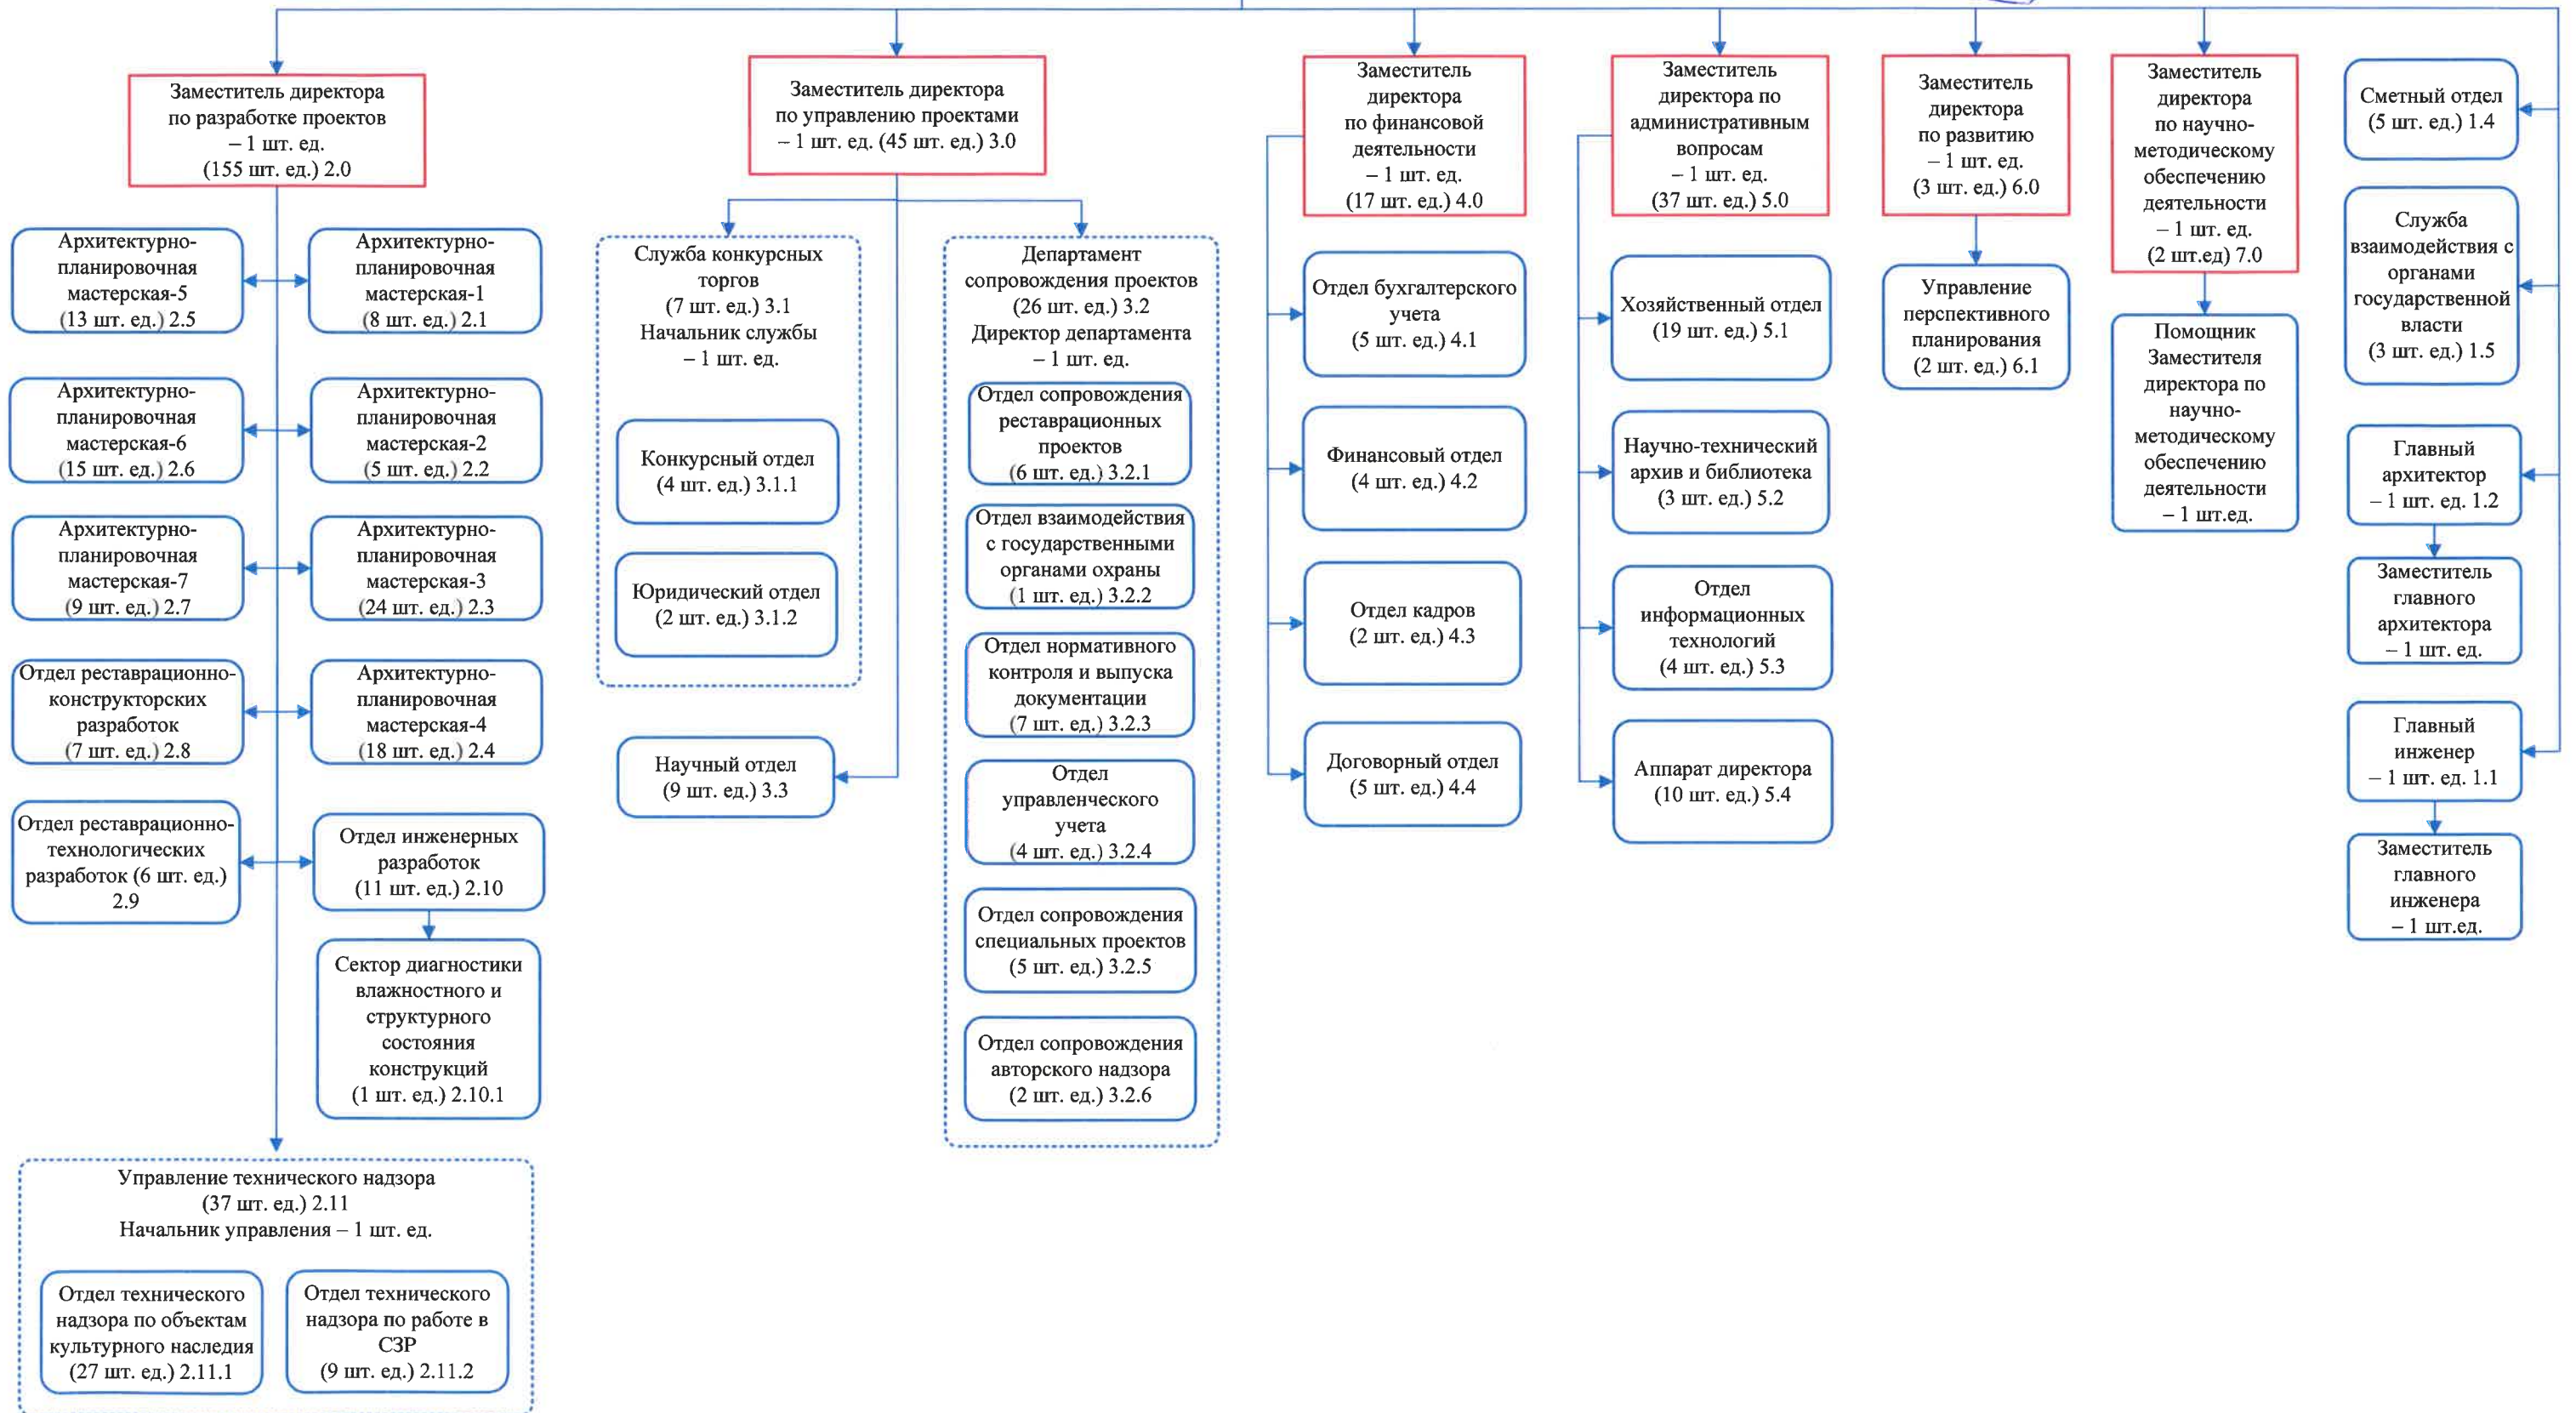 Заместитель директора
по разработке проектов
– 1 шт. ед.
(155 шт. ед.) 2.0
Архитектурно-
планировочная
мастерская-5
(13 шт. ед.) 2.5
Архитектурно-
планировочная
мастерская-1
(8 шт. ед.) 2.1
Архитектурно-
планировочная
мастерская-6
(15 шт. ед.) 2.6
Архитектурно-
планировочная
мастерская-2
(5 шт. ед.) 2.2
Архитектурно-
планировочная
мастерская-7
(9 шт. ед.) 2.7
Архитектурно-
планировочная
мастерская-3
(24 шт. ед.) 2.3
Отдел реставрационно-
конструкторских
разработок
(7 шт. ед.) 2.8
Архитектурно-
планировочная
мастерская-4
(18 шт. ед.) 2.4
Отдел реставрационно-
технологических
разработок (6 шт. ед.)
2.9
Отдел инженерных
разработок
(11 шт. ед.) 2.10
Сектор диагностики
влажностного и
структурного
состояния
конструкций
(1 шт. ед.) 2.10.1
Управление технического надзора
(37 шт. ед.) 2.11
Начальник управления – 1 шт. ед.
Отдел технического
надзора по объектам
культурного наследия
(27 шт. ед.) 2.11.1
Отдел технического
надзора по работе в
СЗР
(9 шт. ед.) 2.11.2
Заместитель директора
по управлению проектами
– 1 шт. ед. (45 шт. ед.) 3.0
Служба конкурсных
торгов
(7 шт. ед.) 3.1
Начальник службы
– 1 шт. ед.
Конкурсный отдел
(4 шт. ед.) 3.1.1
Юридический отдел
(2 шт. ед.) 3.1.2
Научный отдел
(9 шт. ед.) 3.3
Департамент
сопровождения проектов
(26 шт. ед.) 3.2
Директор департамента
– 1 шт. ед.
Отдел сопровождения
реставрационных
проектов
(6 шт. ед.) 3.2.1
Отдел взаимодействия
с государственными
органами охраны
(1 шт. ед.) 3.2.2
Отдел нормативного
контроля и выпуска
документации
(7 шт. ед.) 3.2.3
Отдел
управленческого
учета
(4 шт. ед.) 3.2.4
Отдел сопровождения
специальных проектов
(5 шт. ед.) 3.2.5
Отдел сопровождения
авторского надзора
(2 шт. ед.) 3.2.6
Заместитель
директора
по финансовой
деятельности
– 1 шт. ед.
(17 шт. ед.) 4.0
Отдел бухгалтерского
учета
(5 шт. ед.) 4.1
Финансовый отдел
(4 шт. ед.) 4.2
Отдел кадров
(2 шт. ед.) 4.3
Договорный отдел
(5 шт. ед.) 4.4
Заместитель
директора по
административным
вопросам
– 1 шт. ед.
(37 шт. ед.) 5.0
Хозяйственный отдел
(19 шт. ед.) 5.1
Научно-технический
архив и библиотека
(3 шт. ед.) 5.2
Отдел
информационных
технологий
(4 шт. ед.) 5.3
Аппарат директора
(10 шт. ед.) 5.4
Заместитель
директора
по развитию
– 1 шт. ед.
(3 шт. ед.) 6.0
Управление
перспективного
планирования
(2 шт. ед.) 6.1
Заместитель
директора
по научно-
методическому
обеспечению
деятельности
– 1 шт. ед.
(2 шт.ед) 7.0
Помощник
Заместителя
директора по
научно-
методическому
обеспечению
деятельности
– 1 шт.ед.
Сметный отдел
(5 шт. ед.) 1.4
Служба
взаимодействия с
органами
государственной
власти
(3 шт. ед.) 1.5
Главный
архитектор
– 1 шт. ед. 1.2
Заместитель
главного
архитектора
– 1 шт. ед.
Главный
инженер
– 1 шт. ед. 1.1
Заместитель
главного
инженера
– 1 шт.ед.